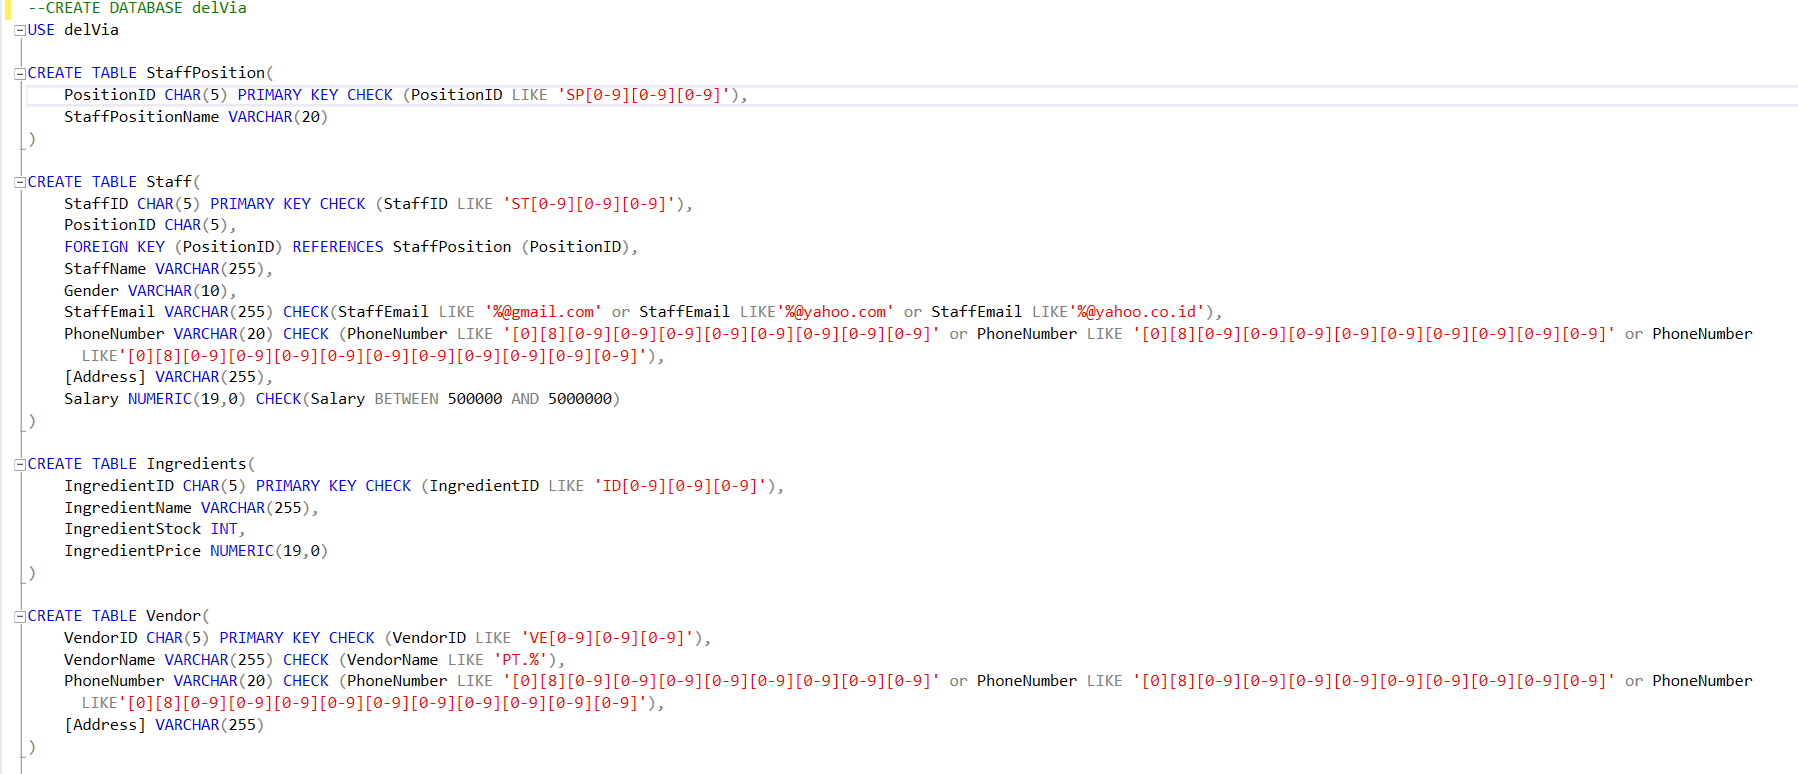 --CREATE DATABASE delVia
USE delVia
CREATE TABLE StaffPosition(
PositionID CHAR(5) PRIMARY KEY CHECK (PositionID LIKE 'SP[0-9][0-9][0-9]'),
StaffPositionName VARCHAR(20)
)
CREATE TABLE Staff(
StaffID CHAR(5) PRIMARY KEY CHECK (StaffID LIKE 'ST[0-9][0-9][0-9]'),
PositionID CHAR(5),
FOREIGN KEY (PositionID) REFERENCES StaffPosition (PositionID),
StaffName VARCHAR(255),
Gender VARCHAR(10),
StaffEmail VARCHAR(255) CHECK(StaffEmail LIKE '%@gmail.com' or StaffEmail LIKE'%@yahoo.com' or StaffEmail LIKE'%@yahoo.co.id'),
PhoneNumber VARCHAR(20) CHECK (PhoneNumber LIKE '[0][8][0-9][0-9][0-9][0-9][0-9][0-9][0-9][0-9]' or PhoneNumber LIKE '[0][8][0-9][0-9][0-9][0-9][0-9][0-9][0-9][0-9][0-9]' or PhoneNumber
LIKE'[0][8][0-9][0-9][0-9][0-9][0-9][0-9][0-9][0-9][0-9][0-9]'),
[Address] VARCHAR(255),
Salary NUMERIC(19,0) CHECK(Salary BETWEEN 500000 AND 5000000)
)
CREATE TABLE Ingredients(
IngredientID CHAR(5) PRIMARY KEY CHECK (IngredientID LIKE 'ID[0-9][0-9][0-9]'),
IngredientName VARCHAR(255),
IngredientStock INT,
IngredientPrice NUMERIC(19,0)
)
CREATE TABLE Vendor(
VendorID CHAR(5) PRIMARY KEY CHECK (VendorID LIKE 'VE[0-9][0-9][0-9]'),
VendorName VARCHAR(255) CHECK (VendorName LIKE 'PT.%'),
PhoneNumber VARCHAR(20) CHECK (PhoneNumber LIKE '[0][8][0-9][0-9][0-9][0-9][0-9][0-9][0-9][0-9]' or PhoneNumber LIKE '[0][8][0-9][0-9][0-9][0-9][0-9][0-9][0-9][0-9][0-9]' or PhoneNumber
LIKE'[0][8][0-9][0-9][0-9][0-9][0-9][0-9][0-9][0-9][0-9][0-9]'),
[Address] VARCHAR(255)
)